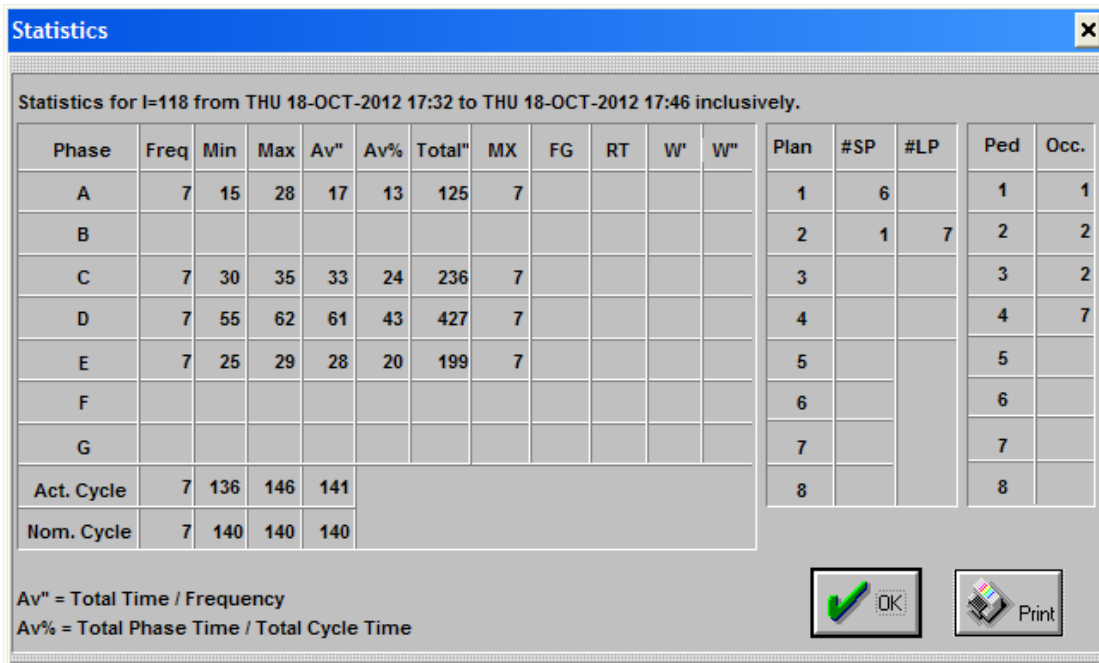 Statistics
Statistics for I=118 from THU 18-OCT-2012 17:32 to THU 18-OCT-2012 17:46 inclusively.
Phase Freq Min Max Av" Av% Total" MX FG RT W' W"
A 7 15 28 17 13 125 7
B
C 7 30 35 33 24 236 7
D 7 55 62 61 43 427 7
E 7 25 29 28 20 199 7
F
G
Act. Cycle 7 136 146 141
Nom. Cycle 7 140 140 140
Plan #SP #LP
1 6
2 1 7
3
4
5
6
7
8
Ped Occ.
1 1
2 2
3 2
4 7
5
6
7
8
Av" = Total Time / Frequency
Av% = Total Phase Time / Total Cycle Time
OK
Print